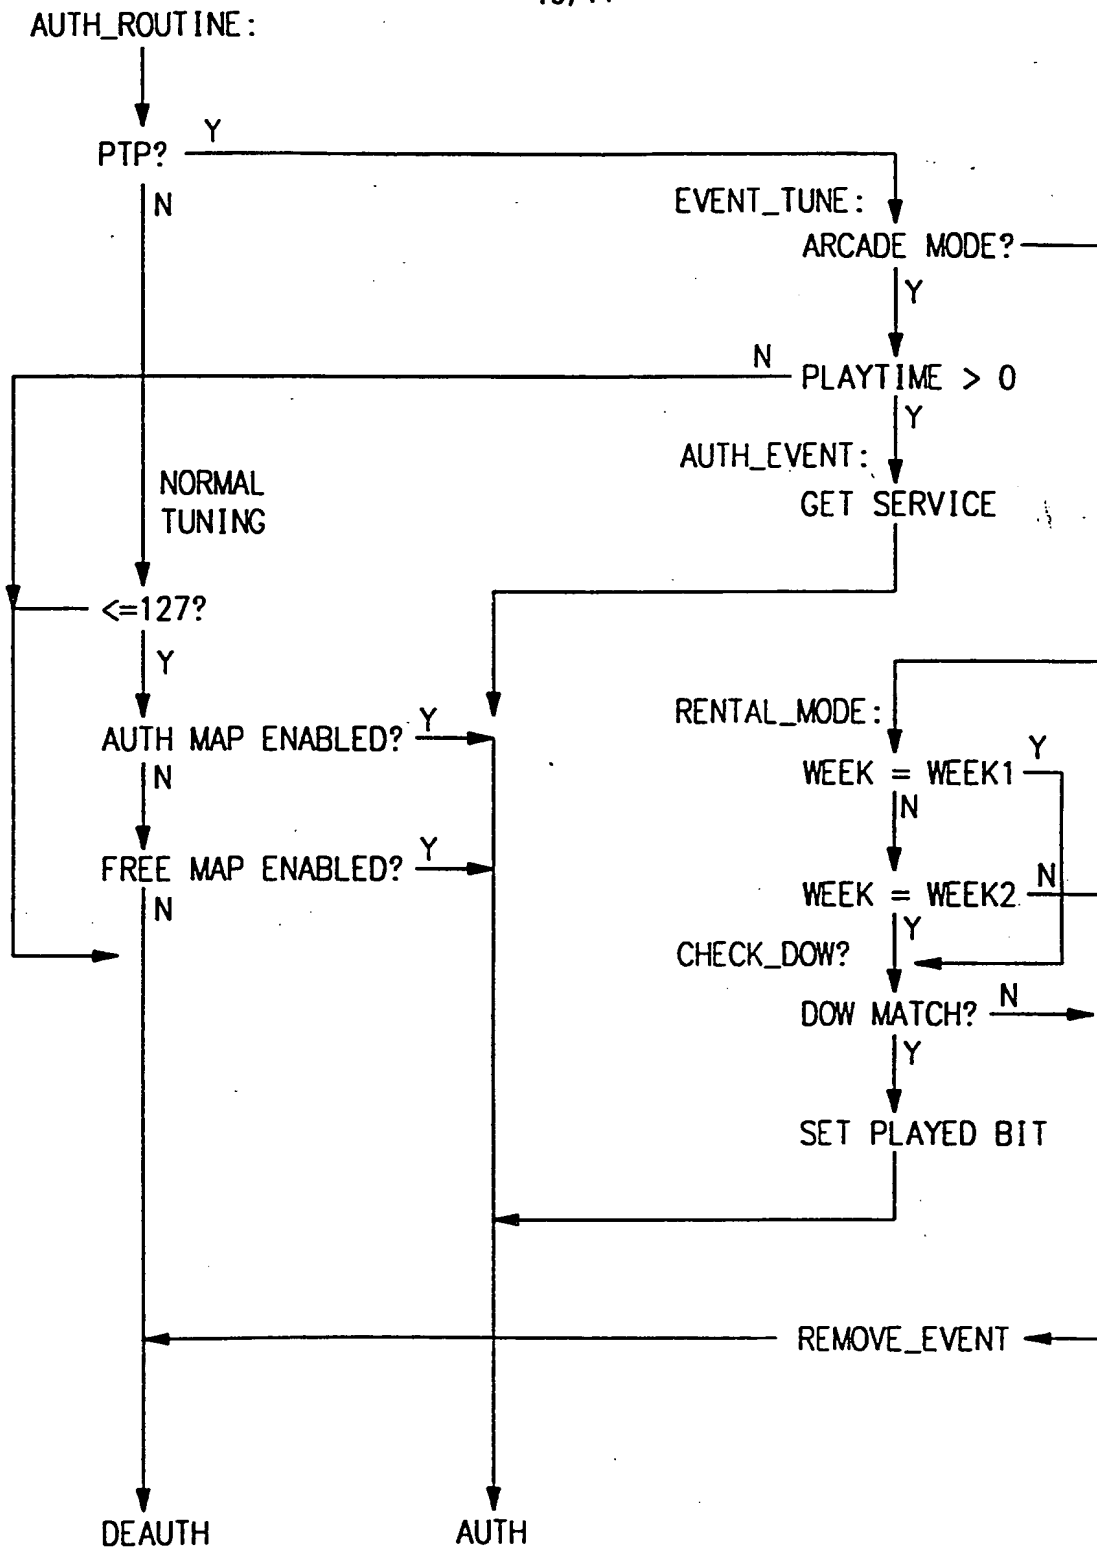 AUTH_ROUTINE:
PTP?
Y
N
EVENT_TUNE:
ARCADE MODE?
Y
N
PLAYTIME > 0
Y
AUTH_EVENT:
GET SERVICE
NORMAL
TUNING
<=127?
Y
AUTH MAP ENABLED?
Y
N
FREE MAP ENABLED?
Y
N
RENTAL_MODE:
WEEK = WEEK1
Y
N
WEEK = WEEK2
N
Y
CHECK_DOW?
DOW MATCH?
N
Y
SET PLAYED BIT
REMOVE_EVENT
DEAUTH
AUTH